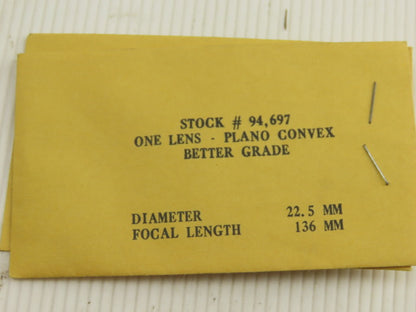 STOCK # 94,697
ONE LENS - PLANO CONVEX
BETTER GRADE
DIAMETER 22.5 MM
FOCAL LENGTH 136 MM